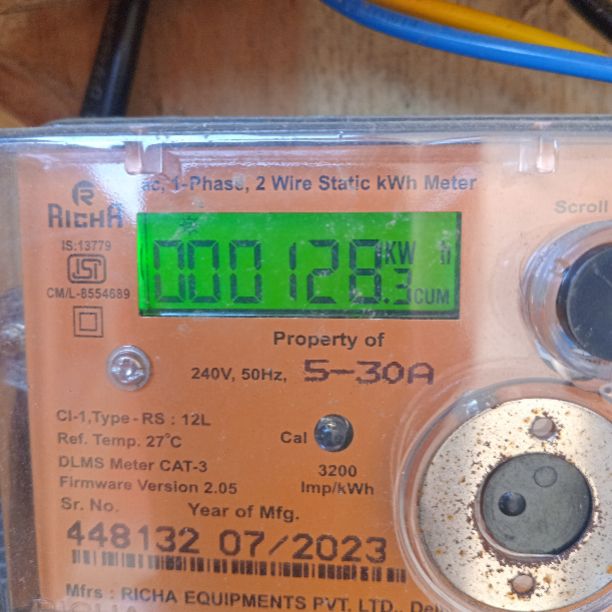 ac, 1-Phase, 2 Wire Static kWh Meter
R
RICHA
Scroll
IS:13779
ISI
CM/L-8554689
000128.3 KW h
CUM
Property of
240V, 50Hz, 5-30A
Cl-1,Type - RS : 12L
Ref. Temp. 27°C
Cal
DLMS Meter CAT-3
3200
Firmware Version 2.05
Imp/kWh
Sr. No.
Year of Mfg.
448132 07/2023
Mfrs : RICHA EQUIPMENTS PVT. LTD.,